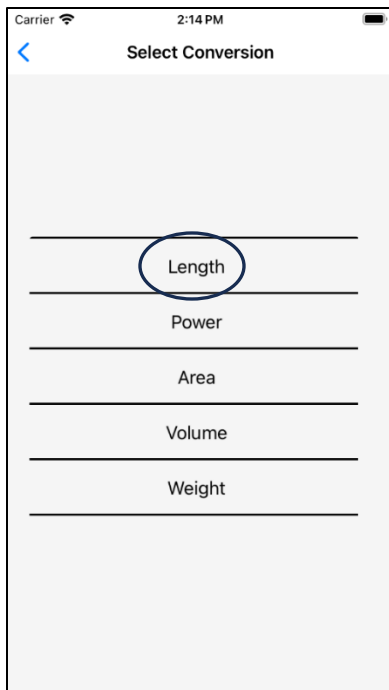 Carrier 2:14 PM
Select Conversion
Length
Power
Area
Volume
Weight